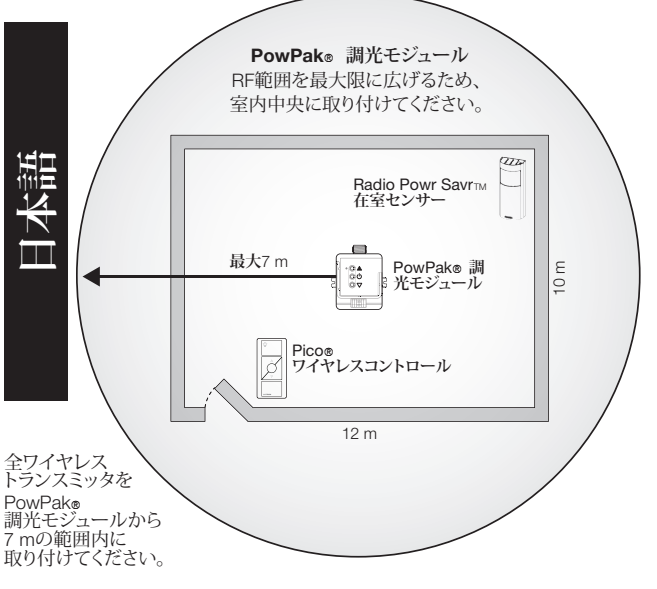 日本語
PowPak® 調光モジュール
RF範囲を最大限に広げるため、
室内中央に取り付けてください。
Radio Powr Savr™
在室センサー
最大7 m
PowPak® 調
光モジュール
10 m
Pico®
ワイヤレスコントロール
12 m
全ワイヤレス
トランスミッタを
PowPak®
調光モジュールから
7 mの範囲内に
取り付けてください。